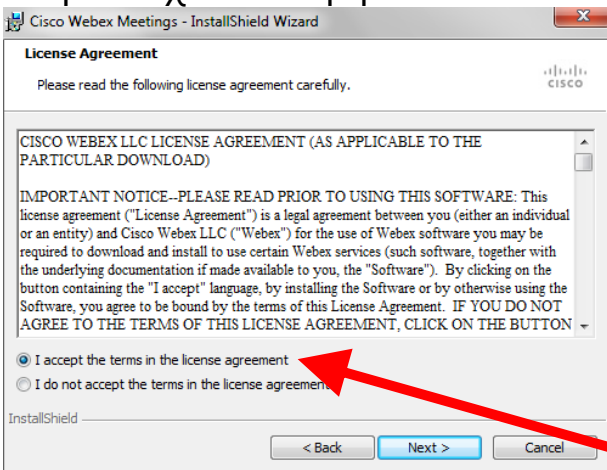 Cisco Webex Meetings - InstallShield Wizard
License Agreement
Please read the following license agreement carefully.
CISCO
CISCO WEBEX LLC LICENSE AGREEMENT (AS APPLICABLE TO THE
PARTICULAR DOWNLOAD)
IMPORTANT NOTICE--PLEASE READ PRIOR TO USING THIS SOFTWARE: This
license agreement ("License Agreement") is a legal agreement between you (either an individual
or an entity) and Cisco Webex LLC ("Webex") for the use of Webex software you may be
required to download and install to use certain Webex services (such software, together with
the underlying documentation if made available to you, the "Software"). By clicking on the
button containing the "I accept" language, by installing the Software or by otherwise using the
Software, you agree to be bound by the terms of this License Agreement. IF YOU DO NOT
AGREE TO THE TERMS OF THIS LICENSE AGREEMENT, CLICK ON THE BUTTON
I accept the terms in the license agreement
I do not accept the terms in the license agreement
InstallShield
< Back
Next >
Cancel